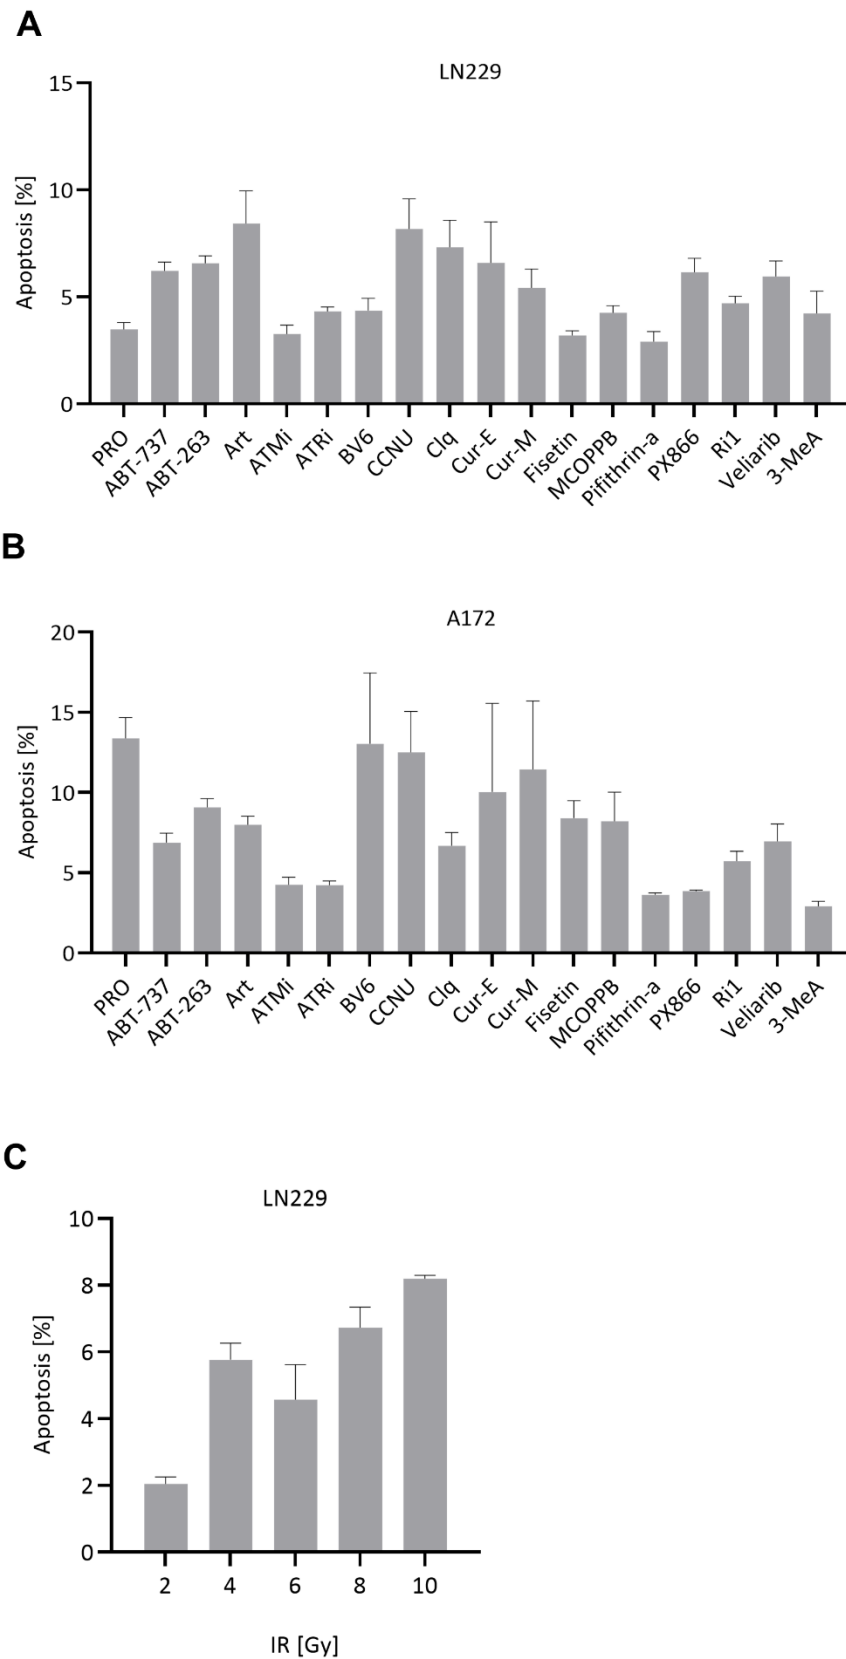 A
LN229
15
10
5
0
Apoptosis [%]
PRO
ABT-737
ABT-263
Art
ATMi
ATRi
BV6
CCNU
Clq
Cur-E
Cur-M
Fisetin
MCOPPB
Pifithrin-a
PX866
Ri1
Veliarib
3-MeA
B
A172
20
15
10
5
0
Apoptosis [%]
PRO
ABT-737
ABT-263
Art
ATMi
ATRi
BV6
CCNU
Clq
Cur-E
Cur-M
Fisetin
MCOPPB
Pifithrin-a
PX866
Ri1
Veliarib
3-MeA
C
LN229
10
8
6
4
2
0
Apoptosis [%]
2 4 6 8 10
IR [Gy]